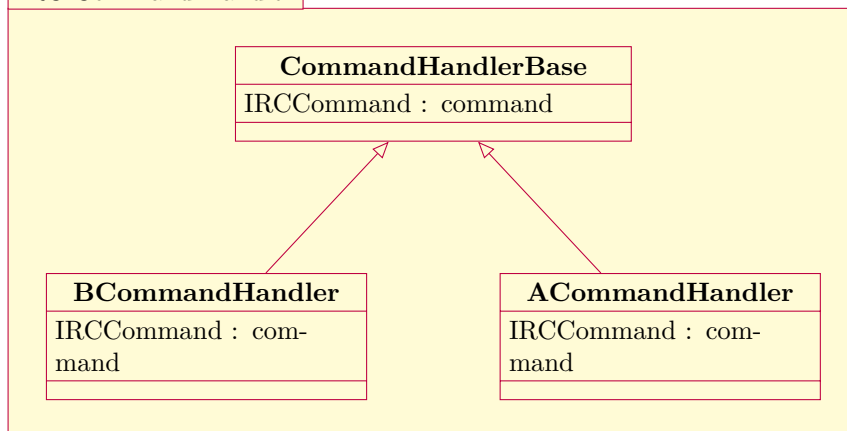 CommandHandlerBase
IRCCommand : command
BCommandHandler
IRCCommand : com-
mand
ACommandHandler
IRCCommand : com-
mand